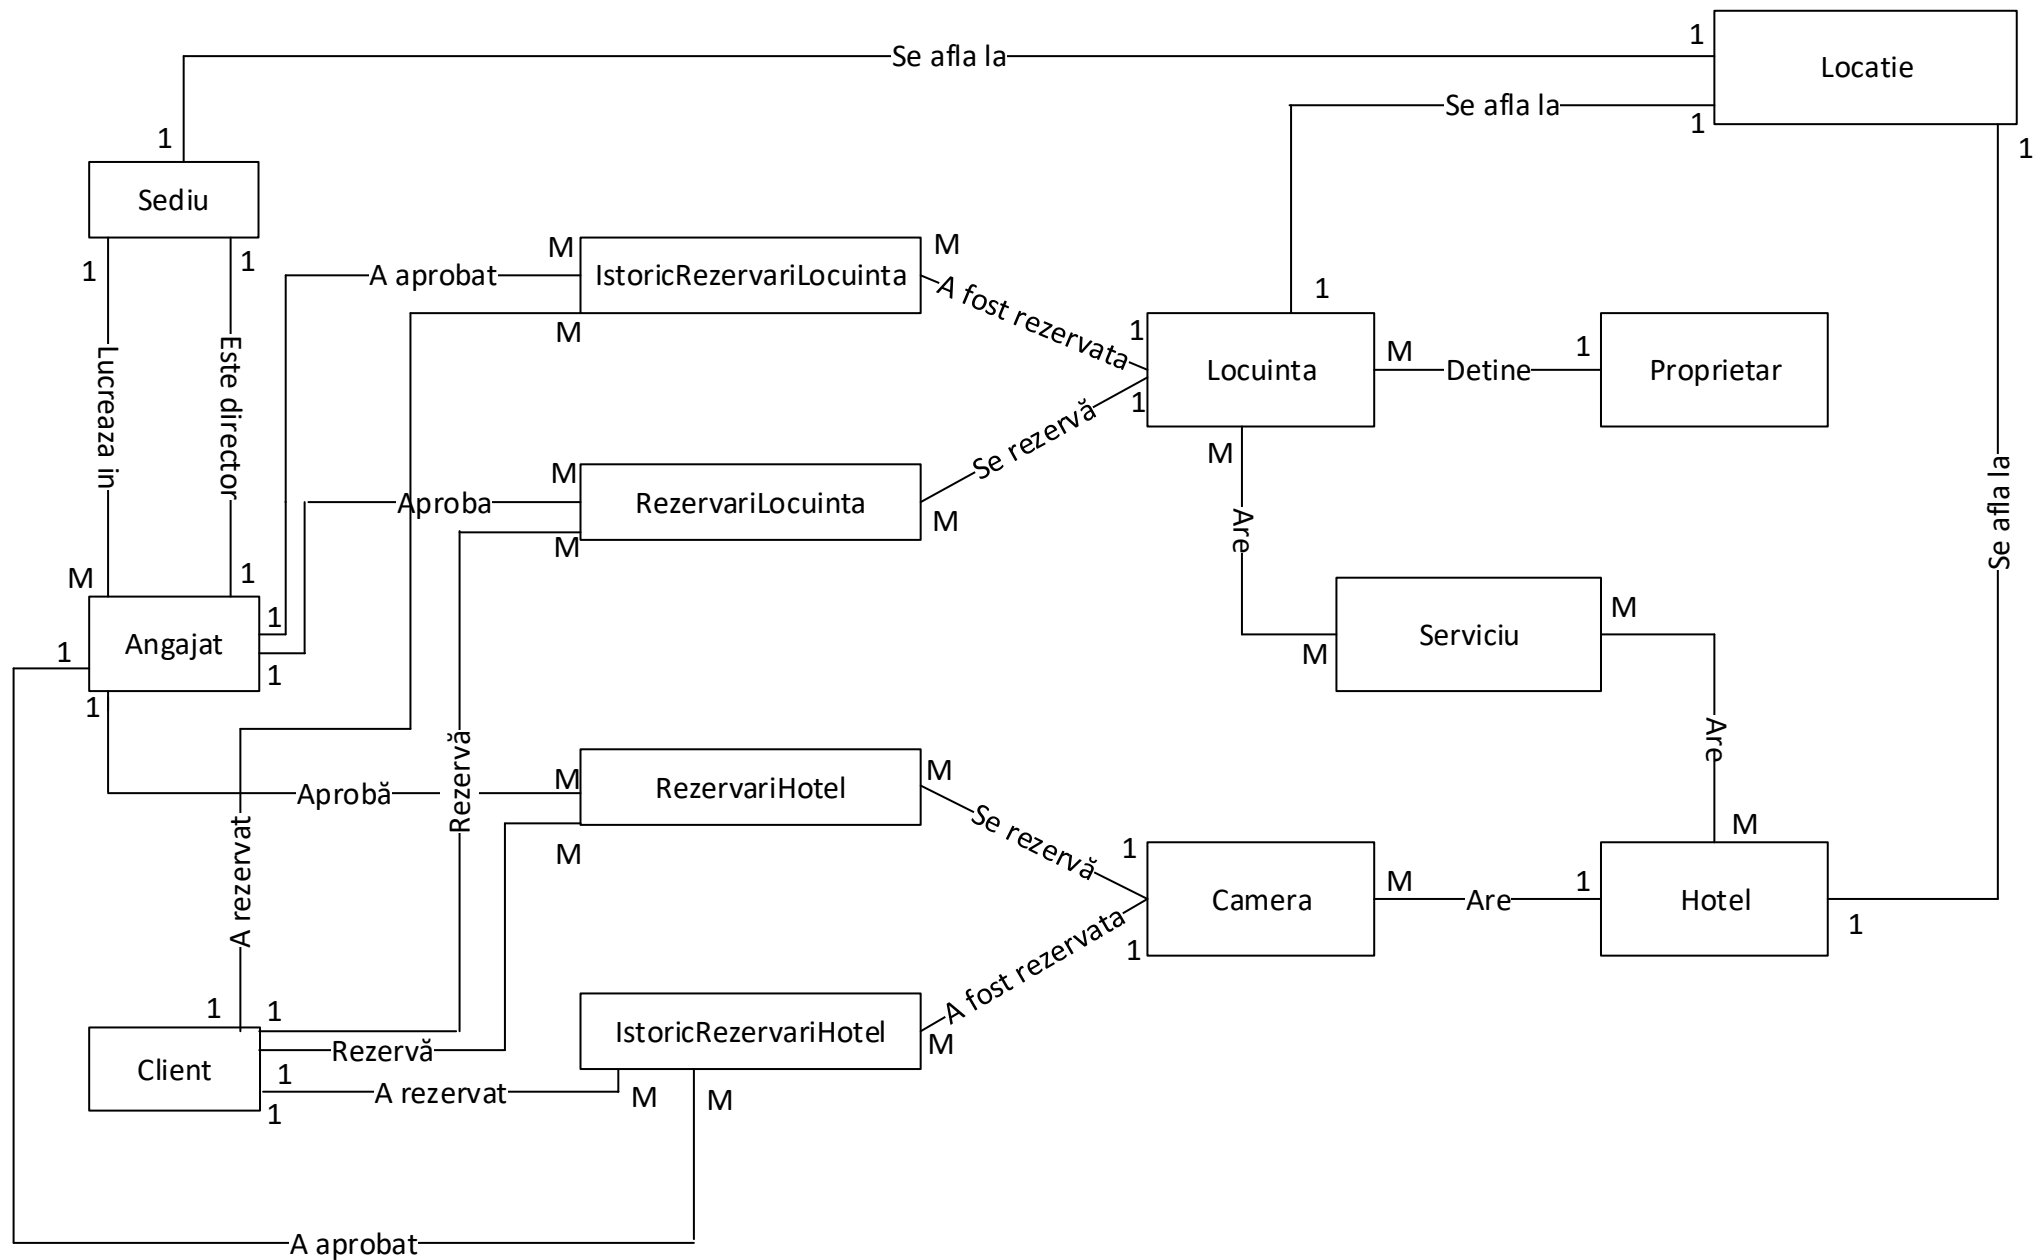 1
Se afla la
Locatie
Se afla la
1
1
1
Sediu
1
1
M
A aprobat
IstoricRezervariLocuinta
M
M
A fost rezervata
1
1
Locuinta
1
M
Detine
1
Proprietar
Lucreaza in
Este director
M
Aproba
RezervariLocuinta
M
M
Se rezervă
M
Are
Se afla la
M
1
Angajat
1
1
1
1
M
Serviciu
M
Are
M
Rezervă
Aprobă
M
RezervariHotel
M
M
Se rezervă
1
Camera
1
M
Are
1
Hotel
1
A rezervat
A fost rezervata
1
1
Client
Rezervă
1
A rezervat
1
IstoricRezervariHotel
M
M
M
A aprobat